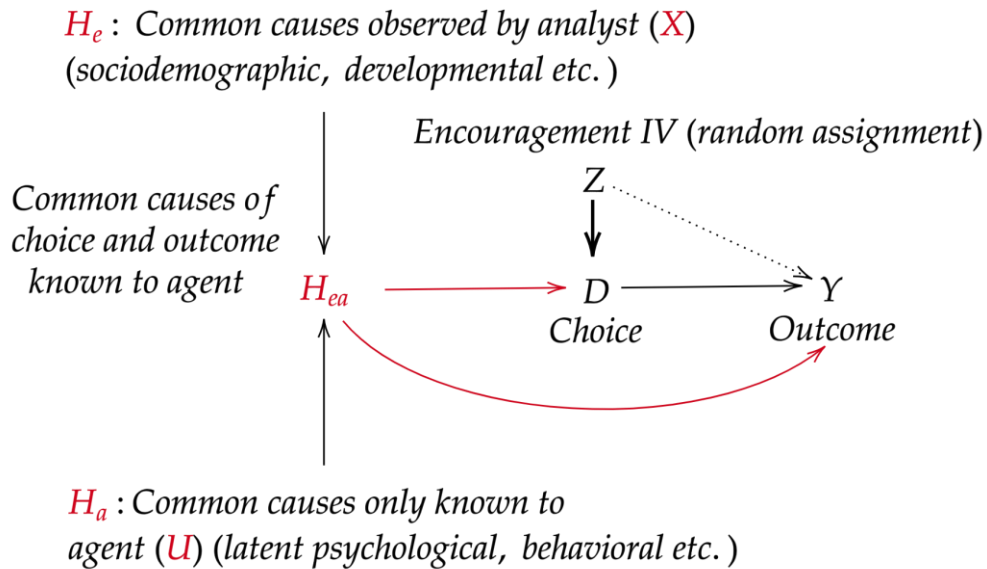 H_e : Common causes observed by analyst (X)
(sociodemographic, developmental etc.)
Encouragement IV (random assignment)
Z
Common causes of
choice and outcome
known to agent
H_ea
D
Choice
Y
Outcome
H_a : Common causes only known to
agent (U) (latent psychological, behavioral etc.)